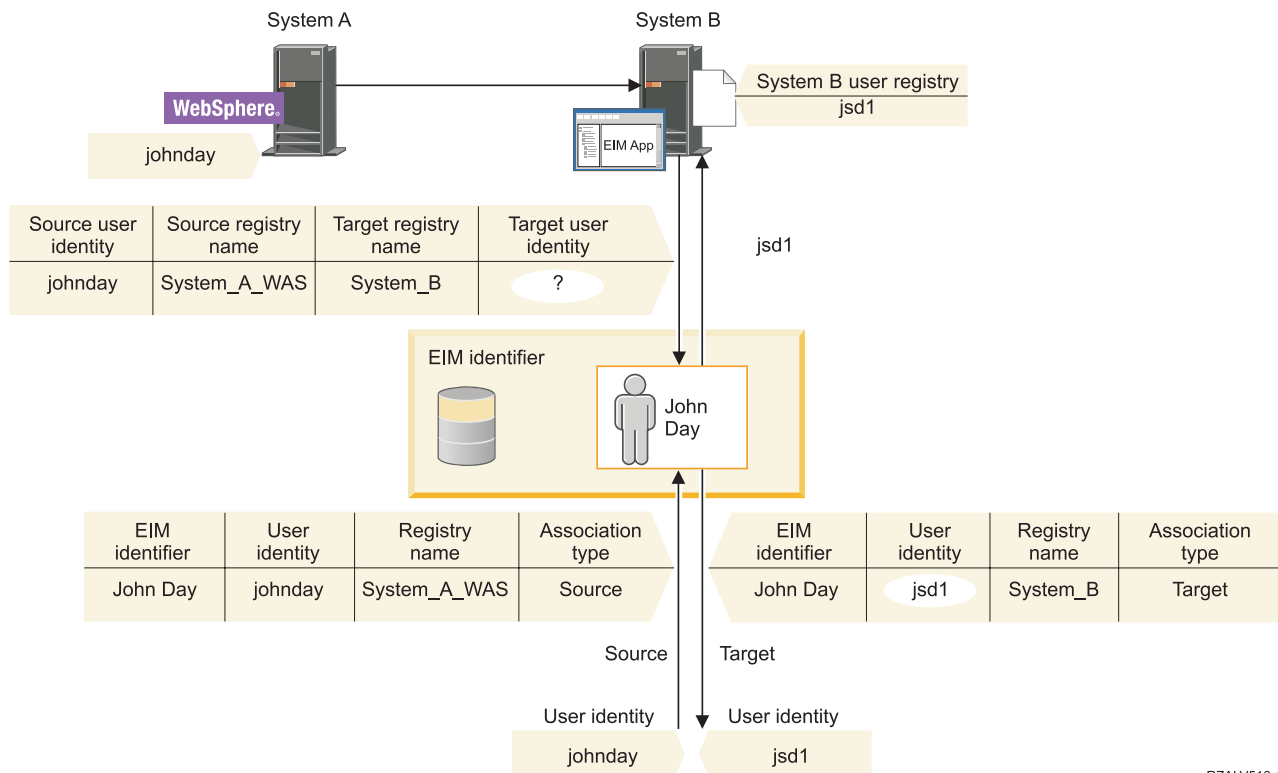 System A
System B
WebSphere.
johnday
EIM App
System B user registry
jsd1
Source user identity
Source registry name
Target registry name
Target user identity
johnday
System_A_WAS
System_B
?
jsd1
EIM identifier
John
Day
EIM identifier
User identity
Registry name
Association type
John Day
johnday
System_A_WAS
Source
EIM identifier
User identity
Registry name
Association type
John Day
jsd1
System_B
Target
Source
Target
User identity
User identity
johnday
jsd1